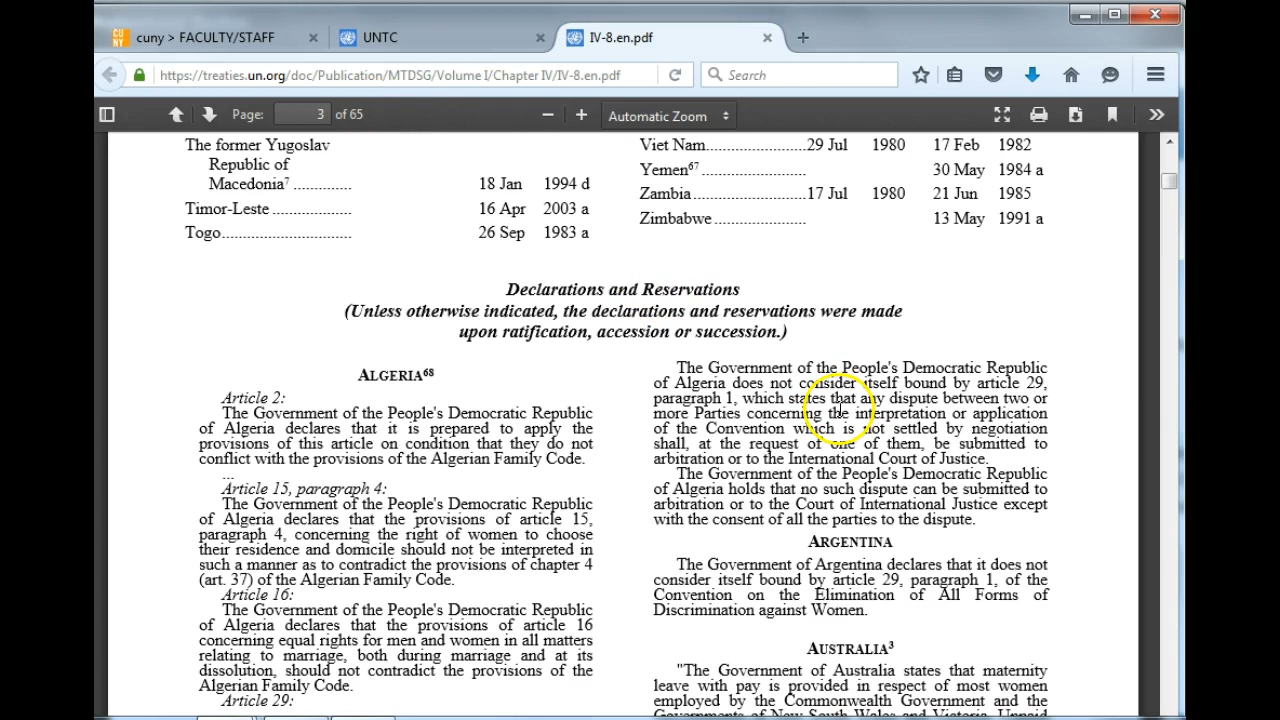 cuny > FACULTY/STAFF
UNTC
IV-8.en.pdf
https://treaties.un.org/doc/Publication/MTDSG/Volume I/Chapter IV/IV-8.en.pdf
Search
Page: 3 of 65
Automatic Zoom
The former Yugoslav
Republic of
Macedonia7 .............. 18 Jan 1994 d
Timor-Leste ................... 16 Apr 2003 a
Togo............................... 26 Sep 1983 a
Viet Nam........................29 Jul 1980 17 Feb 1982
Yemen67......................... 30 May 1984 a
Zambia...........................17 Jul 1980 21 Jun 1985
Zimbabwe...................... 13 May 1991 a
Declarations and Reservations
(Unless otherwise indicated, the declarations and reservations were made
upon ratification, accession or succession.)
ALGERIA68
Article 2:
The Government of the People's Democratic Republic
of Algeria declares that it is prepared to apply the
provisions of this article on condition that they do not
conflict with the provisions of the Algerian Family Code.
...
Article 15, paragraph 4:
The Government of the People's Democratic Republic
of Algeria declares that the provisions of article 15,
paragraph 4, concerning the right of women to choose
their residence and domicile should not be interpreted in
such a manner as to contradict the provisions of chapter 4
(art. 37) of the Algerian Family Code.
Article 16:
The Government of the People's Democratic Republic
of Algeria declares that the provisions of article 16
concerning equal rights for men and women in all matters
relating to marriage, both during marriage and at its
dissolution, should not contradict the provisions of the
Algerian Family Code.
Article 29:
The Government of the People's Democratic Republic
of Algeria does not consider itself bound by article 29,
paragraph 1, which states that any dispute between two or
more Parties concerning the interpretation or application
of the Convention which is not settled by negotiation
shall, at the request of one of them, be submitted to
arbitration or to the International Court of Justice.
The Government of the People's Democratic Republic
of Algeria holds that no such dispute can be submitted to
arbitration or to the Court of International Justice except
with the consent of all the parties to the dispute.
ARGENTINA
The Government of Argentina declares that it does not
consider itself bound by article 29, paragraph 1, of the
Convention on the Elimination of All Forms of
Discrimination against Women.
AUSTRALIA3
"The Government of Australia states that maternity
leave with pay is provided in respect of most women
employed by the Commonwealth Government and the
Governments of New South Wales and Victoria. Unpaid